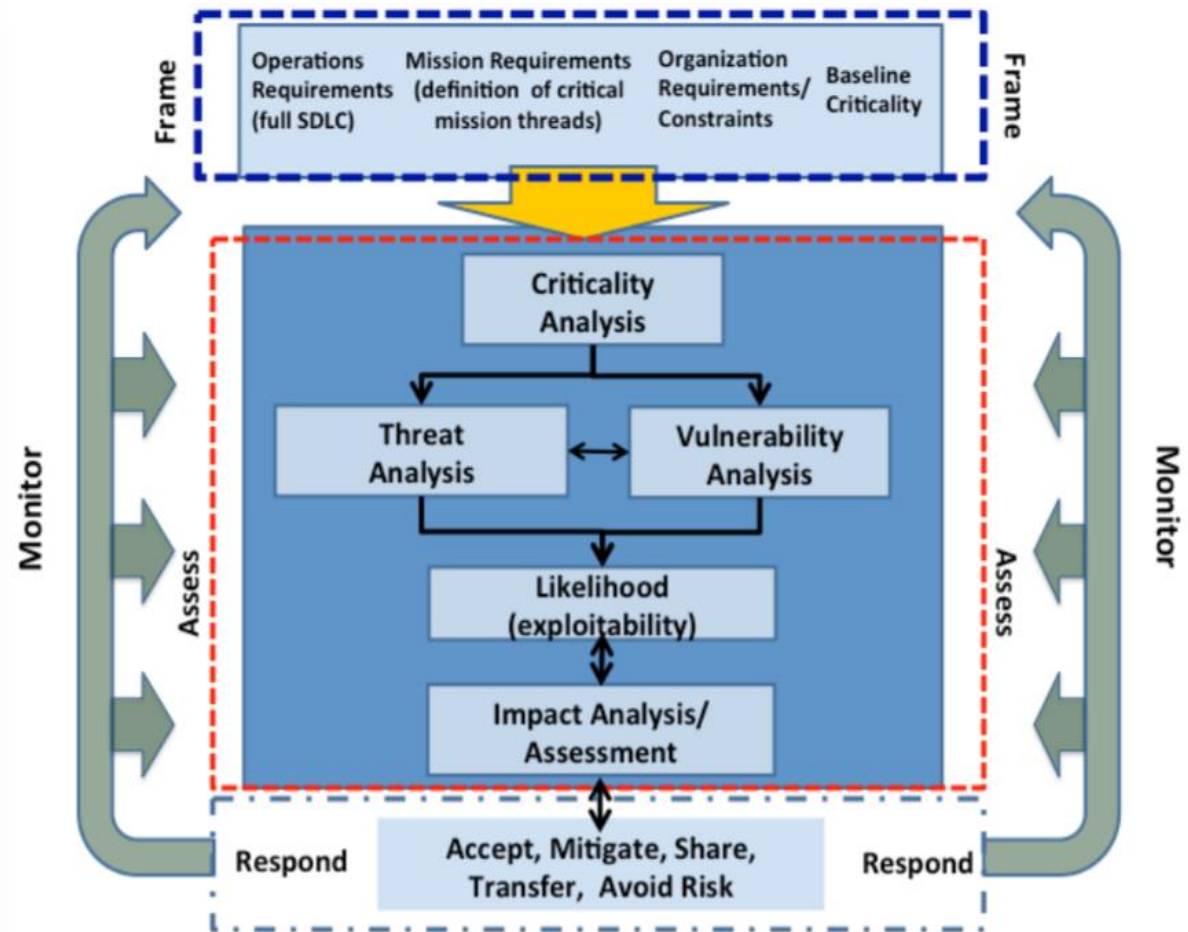 Frame
Operations
Requirements
(full SDLC)
Mission Requirements
(definition of critical
mission threads)
Organization
Requirements/
Constraints
Baseline
Criticality
Frame
Criticality
Analysis
Threat
Analysis
Vulnerability
Analysis
Likelihood
(exploitability)
Impact Analysis/
Assessment
Monitor
Assess
Assess
Monitor
Respond
Accept, Mitigate, Share,
Transfer, Avoid Risk
Respond